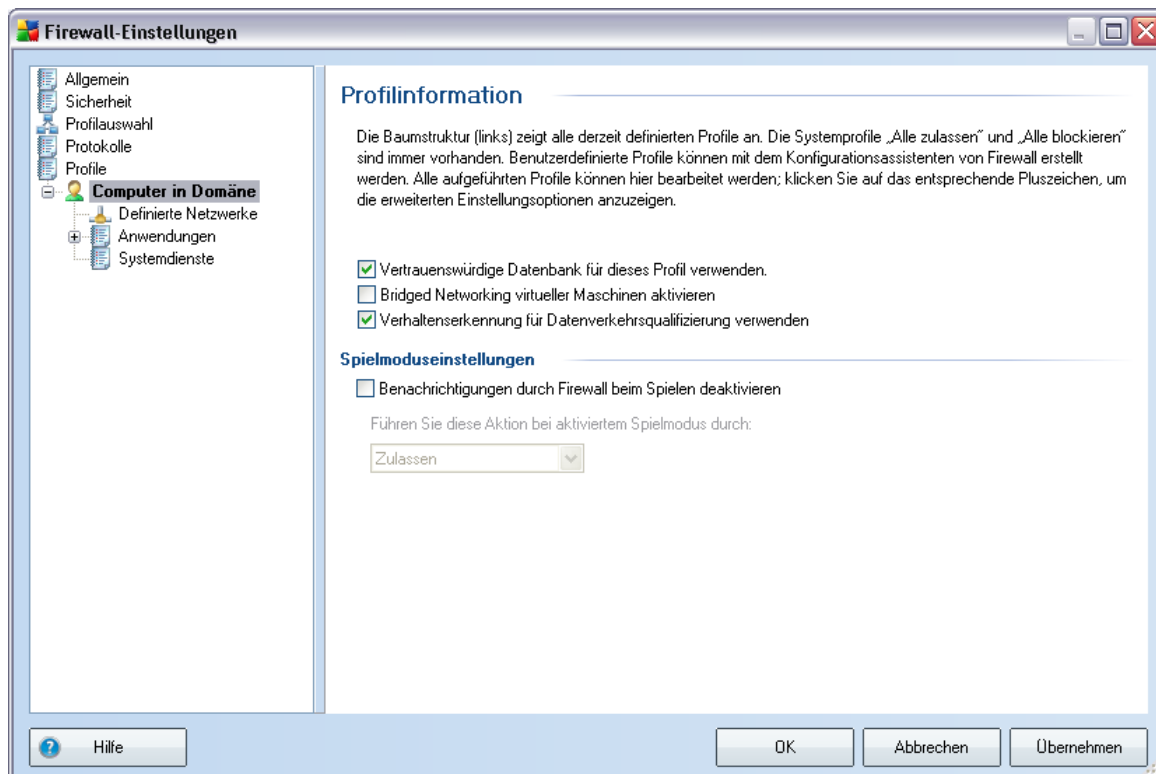 Firewall-Einstellungen
Allgemein
Sicherheit
Profilauswahl
Protokolle
Profile
Computer in Domäne
Definierte Netzwerke
Anwendungen
Systemdienste
Profilinformation
Die Baumstruktur (links) zeigt alle derzeit definierten Profile an. Die Systemprofile „Alle zulassen" und „Alle blockieren"
sind immer vorhanden. Benutzerdefinierte Profile können mit dem Konfigurationsassistenten von Firewall erstellt
werden. Alle aufgeführten Profile können hier bearbeitet werden; klicken Sie auf das entsprechende Pluszeichen, um
die erweiterten Einstellungsoptionen anzuzeigen.
Vertrauenswürdige Datenbank für dieses Profil verwenden.
Bridged Networking virtueller Maschinen aktivieren
Verhaltenserkennung für Datenverkehrsqualifizierung verwenden
Spielmoduseinstellungen
Benachrichtigungen durch Firewall beim Spielen deaktivieren
Führen Sie diese Aktion bei aktiviertem Spielmodus durch:
Zulassen
Hilfe
OK
Abbrechen
Übernehmen